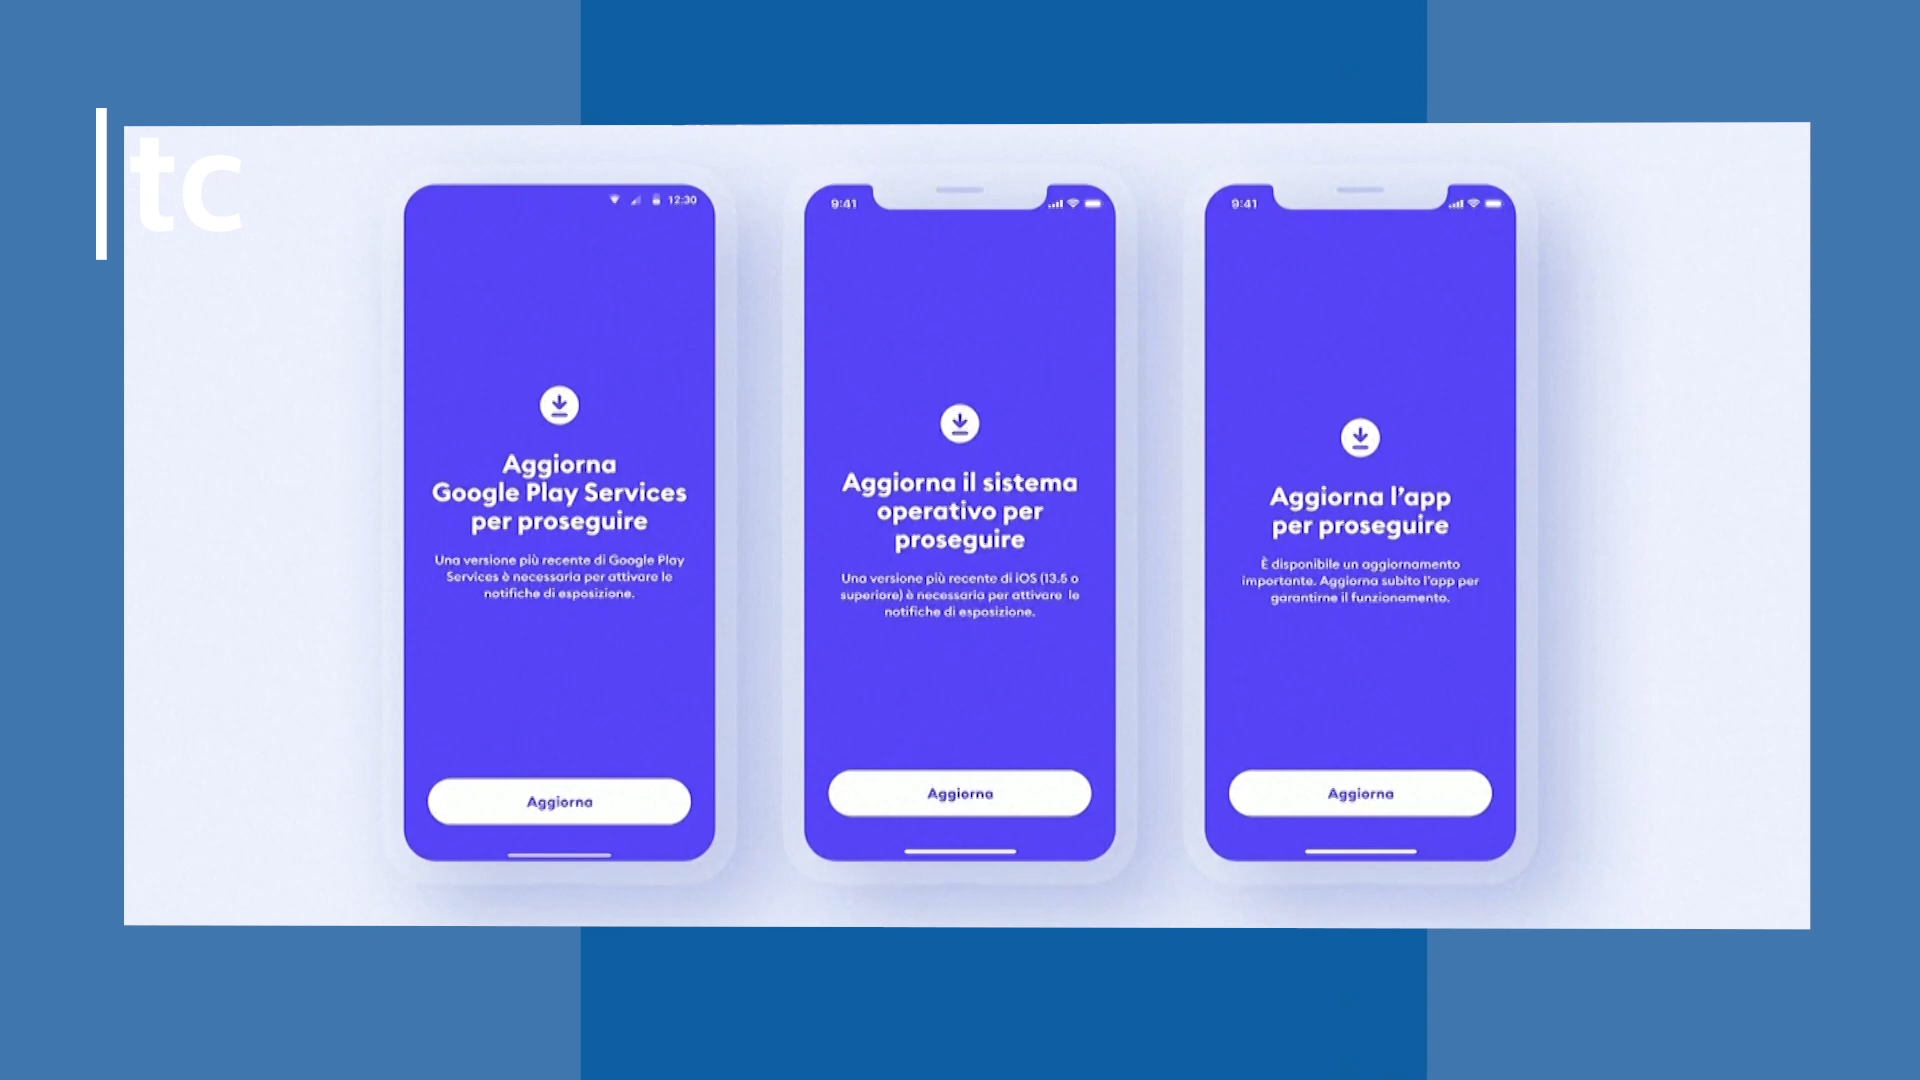 tc
12:30
Aggiorna
Google Play Services
per proseguire
Una versione più recente di Google Play
Services è necessaria per attivare le
notifiche di esposizione.
Aggiorna
9:41
Aggiorna il sistema
operativo per
proseguire
Una versione più recente di iOS (13.5 o
superiore) è necessaria per attivare le
notifiche di esposizione.
Aggiorna
9:41
Aggiorna l'app
per proseguire
È disponibile un aggiornamento
importante. Aggiorna subito l'app per
garantirne il funzionamento.
Aggiorna